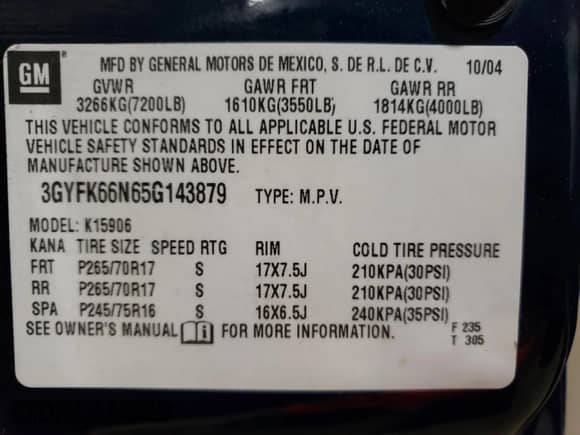 GM
MFD BY GENERAL MOTORS DE MEXICO, S. DE R.L. DE C.V. 10/04
GVWR GAWR FRT GAWR RR
3266KG(7200LB) 1610KG(3550LB) 1814KG(4000LB)
THIS VEHICLE CONFORMS TO ALL APPLICABLE U.S. FEDERAL MOTOR
VEHICLE SAFETY STANDARDS IN EFFECT ON THE DATE OF
MANUFACTURE SHOWN ABOVE.
3GYFK66N65G143879 TYPE: M.P.V.
MODEL: K15906
KANA TIRE SIZE SPEED RTG RIM COLD TIRE PRESSURE
FRT P265/70R17 S 17X7.5J 210KPA(30PSI)
RR P265/70R17 S 17X7.5J 210KPA(30PSI)
SPA P245/75R16 S 16X6.5J 240KPA(35PSI)
SEE OWNER'S MANUAL i FOR MORE INFORMATION. F 235
T 305